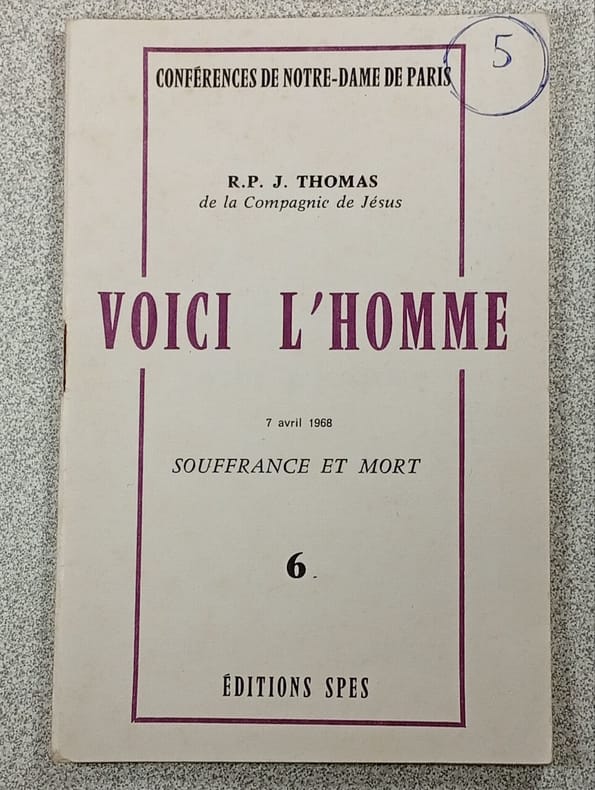 5
CONFÉRENCES DE NOTRE-DAME DE PARIS
R.P. J. THOMAS
de la Compagnie de Jésus
VOICI L'HOMME
7 avril 1968
SOUFFRANCE ET MORT
6
ÉDITIONS SPES